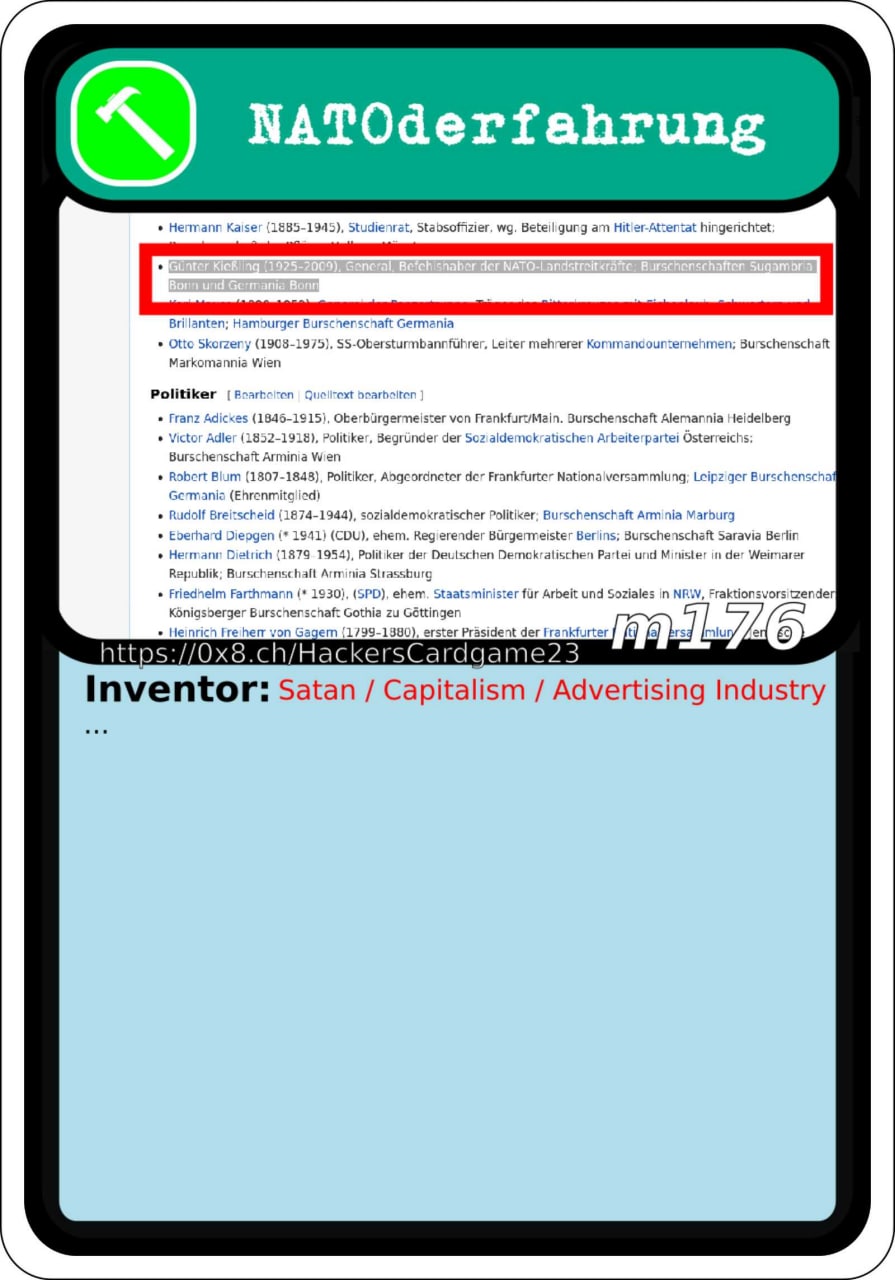 NATOderfahrung
• Hermann Kaiser (1885–1945), Studienrat, Stabsoffizier, wg. Beteiligung am Hitler-Attentat hingerichtet;
• Günter Kießling (1925–2009), General, Befehlshaber der NATO-Landstreitkräfte; Burschenschaften Sugambria
Bonn und Germania Bonn
Brillanten; Hamburger Burschenschaft Germania
• Otto Skorzeny (1908–1975), SS-Obersturmbannführer, Leiter mehrerer Kommandounternehmen; Burschenschaft
Markomannia Wien
Politiker [ Bearbeiten | Quelltext bearbeiten ]
• Franz Adickes (1846–1915), Oberbürgermeister von Frankfurt/Main. Burschenschaft Alemannia Heidelberg
• Victor Adler (1852–1918), Politiker, Begründer der Sozialdemokratischen Arbeiterpartei Österreichs;
Burschenschaft Arminia Wien
• Robert Blum (1807–1848), Politiker, Abgeordneter der Frankfurter Nationalversammlung; Leipziger Burschenschaf
Germania (Ehrenmitglied)
• Rudolf Breitscheid (1874–1944), sozialdemokratischer Politiker; Burschenschaft Arminia Marburg
• Eberhard Diepgen (* 1941) (CDU), ehem. Regierender Bürgermeister Berlins; Burschenschaft Saravia Berlin
• Hermann Dietrich (1879–1954), Politiker der Deutschen Demokratischen Partei und Minister in der Weimarer
Republik; Burschenschaft Arminia Strassburg
• Friedhelm Farthmann (* 1930), (SPD), ehem. Staatsminister für Arbeit und Soziales in NRW, Fraktionsvorsitzender
Königsberger Burschenschaft Gothia zu Göttingen
• Heinrich Freiherr von Gagern (1799–1880), erster Präsident der Frankfurter
m176
https://0x8.ch/HackersCardgame23
Inventor: Satan / Capitalism / Advertising Industry
...